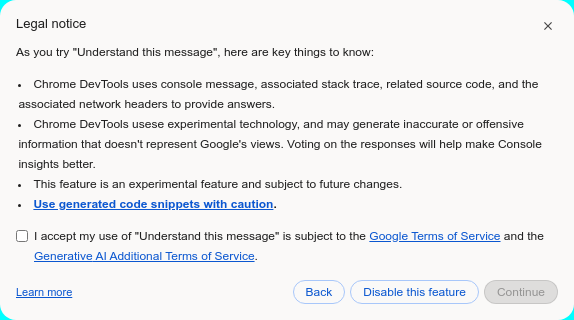 Legal notice
As you try "Understand this message", here are key things to know:
• Chrome DevTools uses console message, associated stack trace, related source code, and the
associated network headers to provide answers.
• Chrome DevTools usese experimental technology, and may generate inaccurate or offensive
information that doesn't represent Google's views. Voting on the responses will help make Console
insights better.
• This feature is an experimental feature and subject to future changes.
• Use generated code snippets with caution.
I accept my use of "Understand this message" is subject to the Google Terms of Service and the
Generative AI Additional Terms of Service.
Learn more Back Disable this feature Continue